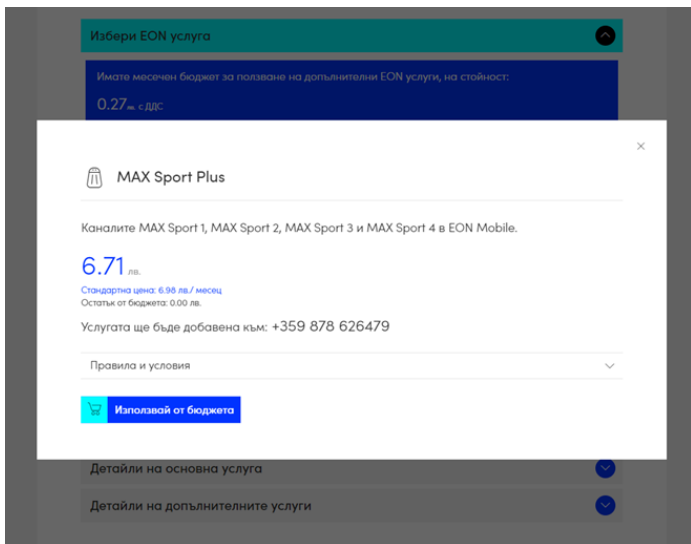 Избери EON услуга
Имате месечен бюджет за ползване на допълнителни EON услуги, на стойност:
0.27лв. с ДДС
MAX Sport Plus
Каналите MAX Sport 1, MAX Sport 2, MAX Sport 3 и MAX Sport 4 в EON Mobile.
6.71 лв.
Стандартна цена: 6.98 лв./ месец
Остатък от бюджета: 0.00 лв.
Услугата ще бъде добавена към: +359 878 626479
Правила и условия
Използвай от бюджета
Детайли на основна услуга
Детайли на допълнителните услуги